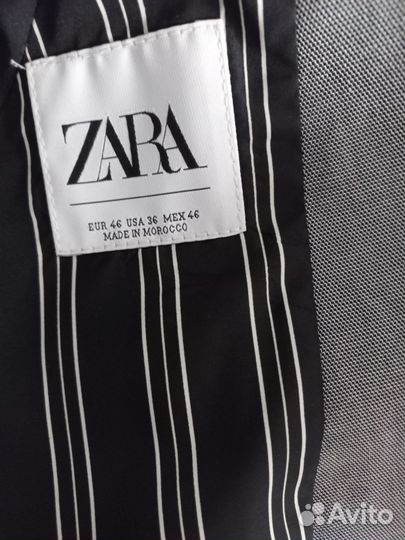 ZARA
EUR 46 USA 36 MEX 46
MADE IN MOROCCO
Avito